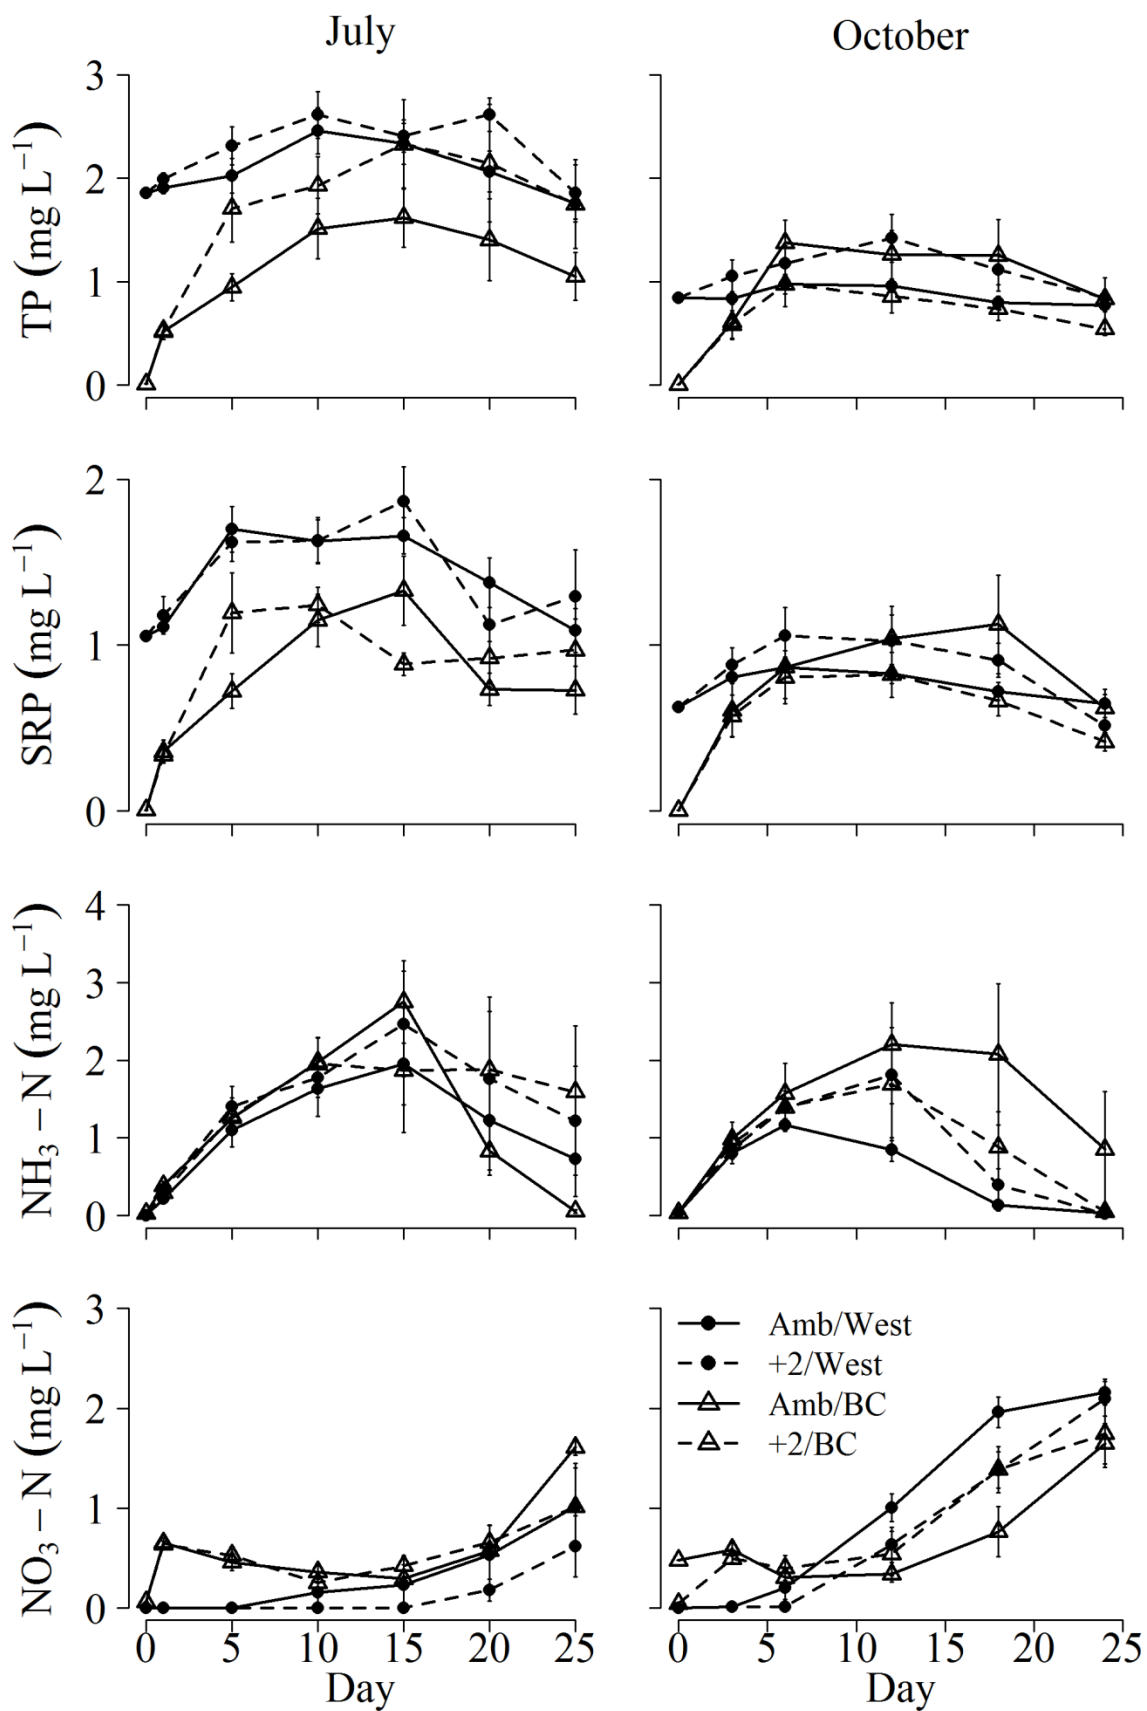 July
October
TP (mg L⁻¹)
3
2
1
0
SRP (mg L⁻¹)
2
1
0
NH₃ − N (mg L⁻¹)
4
3
2
1
0
NO₃ − N (mg L⁻¹)
3
2
1
0
Amb/West
+2/West
Amb/BC
+2/BC
0 5 10 15 20 25
0 5 10 15 20 25
Day
Day